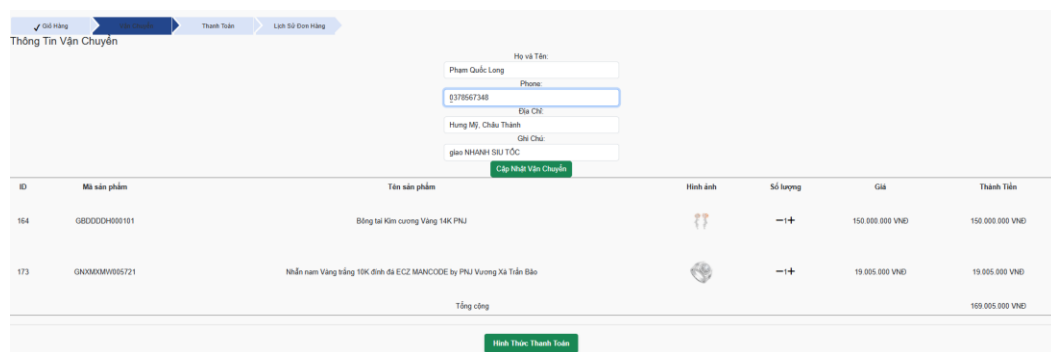 ✓ Giỏ Hàng Vận Chuyển Thanh Toán Lịch Sử Đơn Hàng
Thông Tin Vận Chuyển
Họ và Tên:
Phạm Quốc Long
Phone:
0378567348
Địa Chỉ:
Hưng Mỹ, Châu Thành
Ghi Chú:
giao NHANH SIU TỐC
Cập Nhật Vận Chuyển
ID Mã sản phẩm Tên sản phẩm Hình ảnh Số lượng Giá Thành Tiền
164 GBDDDDH000101 Bông tai Kim cương Vàng 14K PNJ −1+ 150.000.000 VNĐ 150.000.000 VNĐ
173 GNXMXMW005721 Nhẫn nam Vàng trắng 10K đính đá ECZ MANCODE by PNJ Vương Xà Trấn Bảo −1+ 19.005.000 VNĐ 19.005.000 VNĐ
Tổng cộng 169.005.000 VNĐ
Hình Thức Thanh Toán